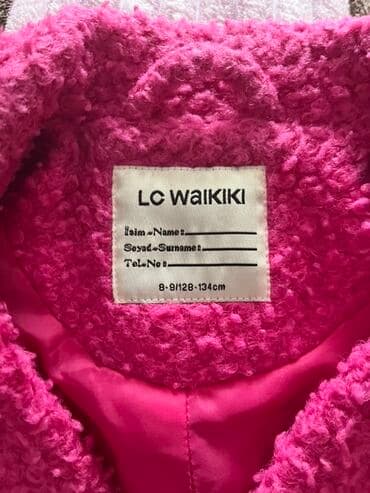 LC WAIKIKI
İsim-Name:
Soyad-Surname:
Tel-No:
8-9/128-134cm